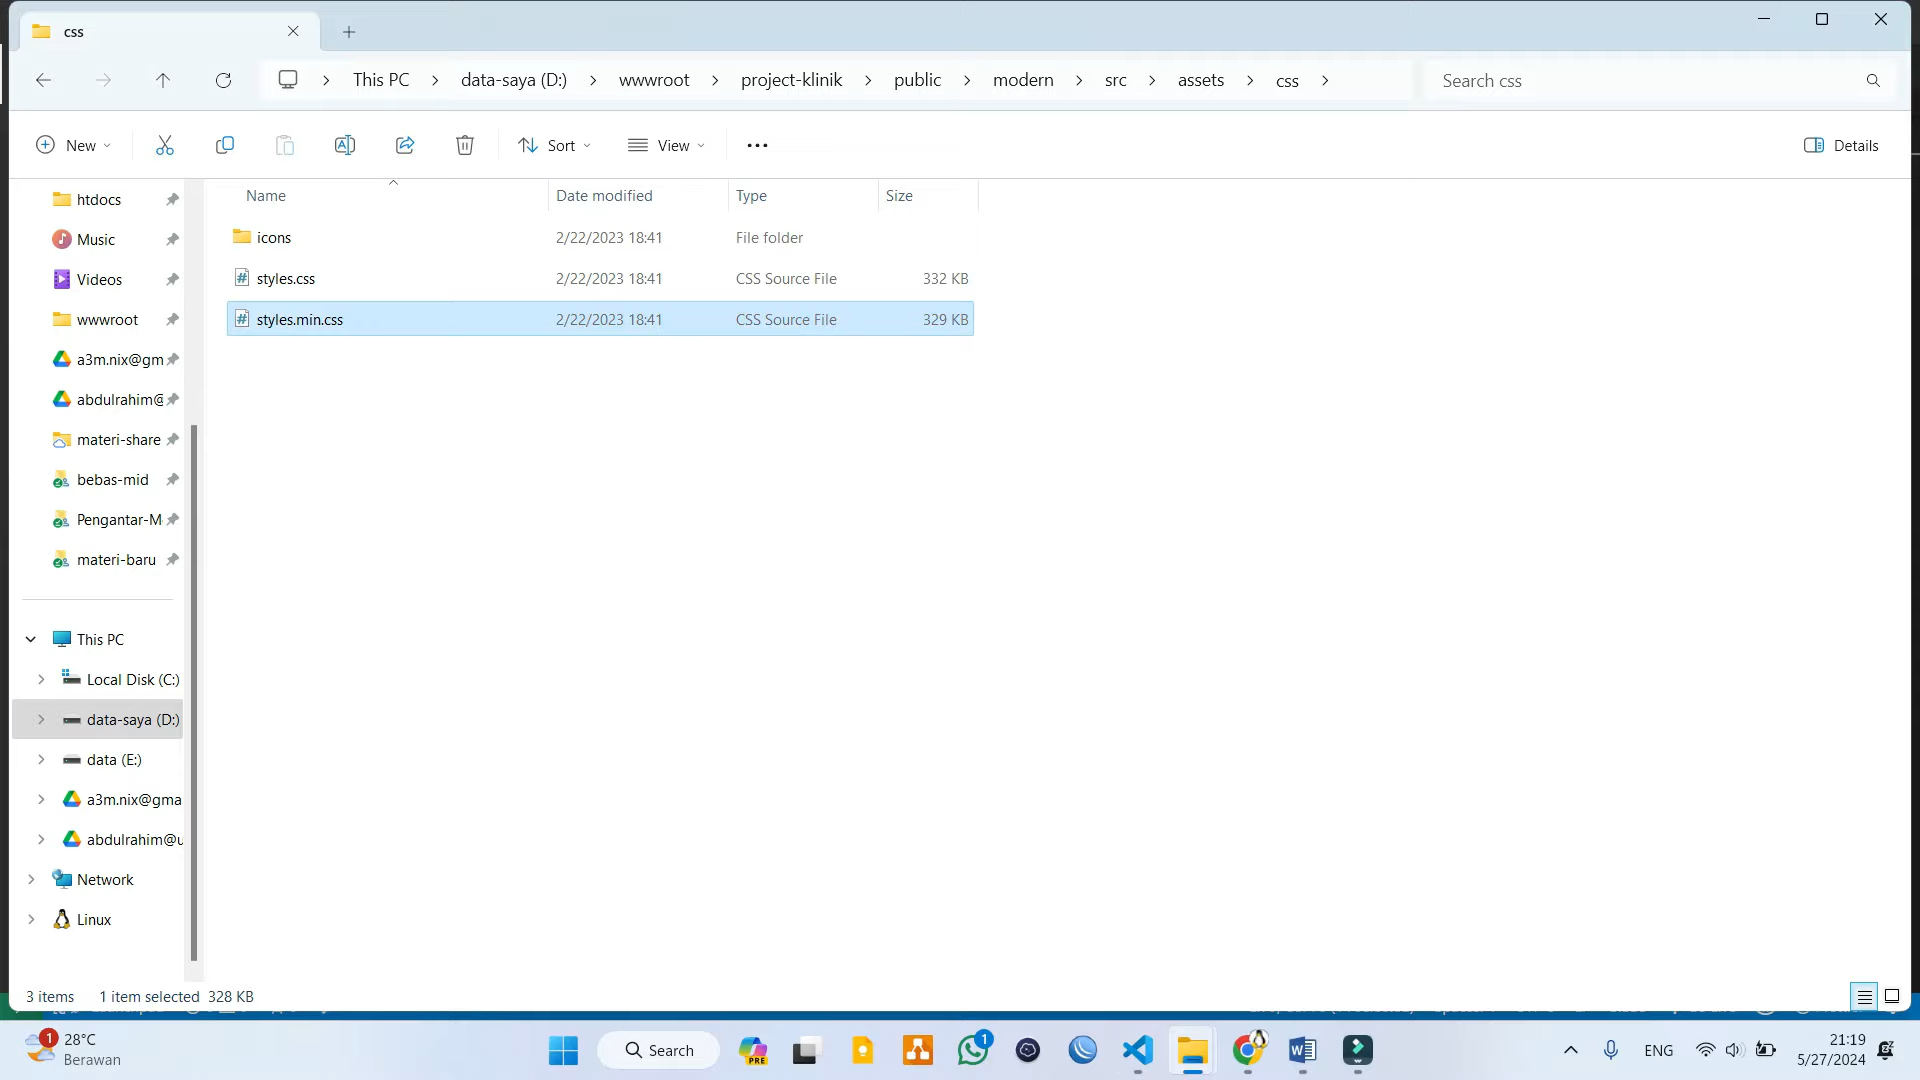 css
This PC
data-saya (D:)
wwwroot
project-klinik
public
modern
src
assets
css
Search css
New
Sort
View
Details
Name
Date modified
Type
Size
icons
2/22/2023 18:41
File folder
styles.css
2/22/2023 18:41
CSS Source File
332 KB
styles.min.css
2/22/2023 18:41
CSS Source File
329 KB
htdocs
Music
Videos
wwwroot
a3m.nix@gm
abdulrahim@
materi-share
bebas-mid
Pengantar-M
materi-baru
This PC
Local Disk (C:)
data-saya (D:)
data (E:)
a3m.nix@gma
abdulrahim@u
Network
Linux
3 items
1 item selected 328 KB
1
28°C
Berawan
Search
PRE
1
ENG
21:19
5/27/2024